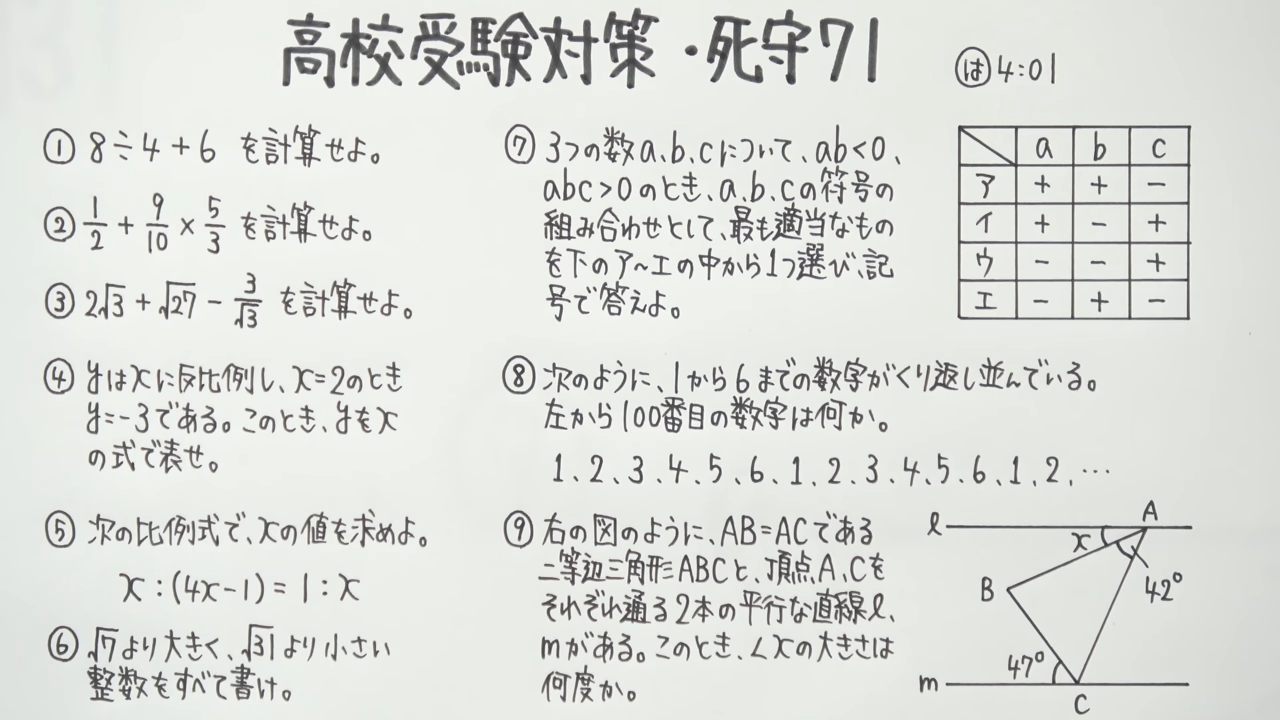 高校受験対策・死守71
は 4:01
① 8÷4+6 を計算せよ。
② 1/2 + 9/10 × 5/3 を計算せよ。
③ 2√3 + √27 − 3/√3 を計算せよ。
④ yはxに反比例し、x=2のとき
y=-3である。このとき、yをx
の式で表せ。
⑤ 次の比例式で、xの値を求めよ。
x:(4x-1)=1:x
⑥ √7より大きく、√31より小さい
整数をすべて書け。
⑦ 3つの数a、b、cについて、ab<0、
abc>0のとき、a、b、cの符号の
組み合わせとして、最も適当なもの
を下のア~エの中から1つ選び、記
号で答えよ。
a b c
ア + + −
イ + − +
ウ − − +
エ − + −
⑧ 次のように、1から6までの数字がくり返し並んでいる。
左から100番目の数字は何か。
1、2、3、4、5、6、1、2、3、4、5、6、1、2、…
⑨ 右の図のように、AB=ACである
二等辺三角形ABCと、頂点A、Cを
それぞれ通る2本の平行な直線ℓ、
mがある。このとき、∠xの大きさは
何度か。
ℓ A
x
42°
B
47°
m C